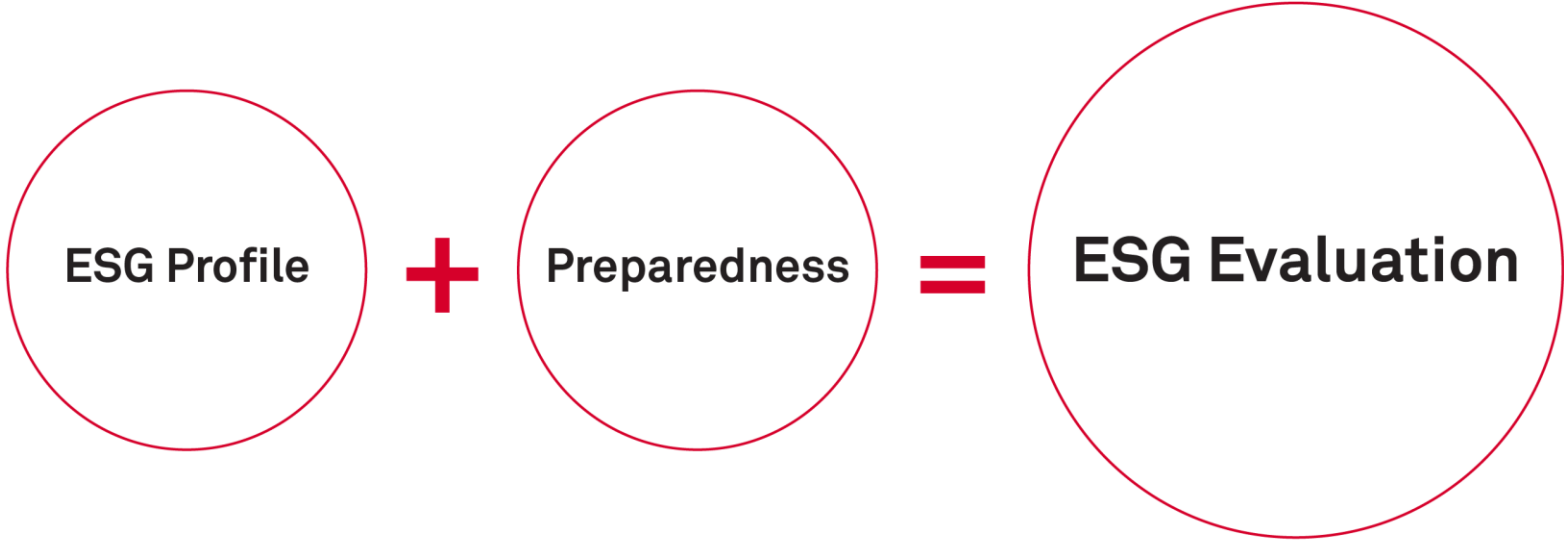 ESG Profile + Preparedness = ESG Evaluation